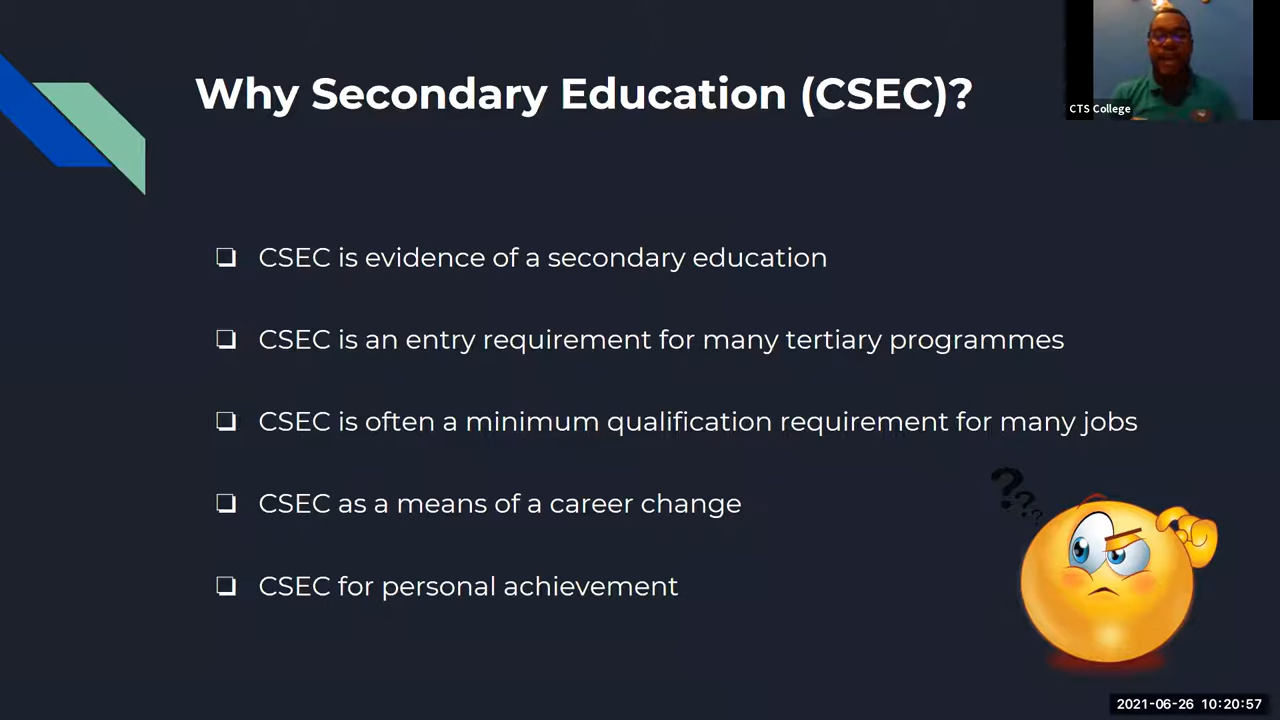 Why Secondary Education (CSEC)?
CTS College
❏ CSEC is evidence of a secondary education
❏ CSEC is an entry requirement for many tertiary programmes
❏ CSEC is often a minimum qualification requirement for many jobs
❏ CSEC as a means of a career change
❏ CSEC for personal achievement
???
2021-06-26 10:20:57